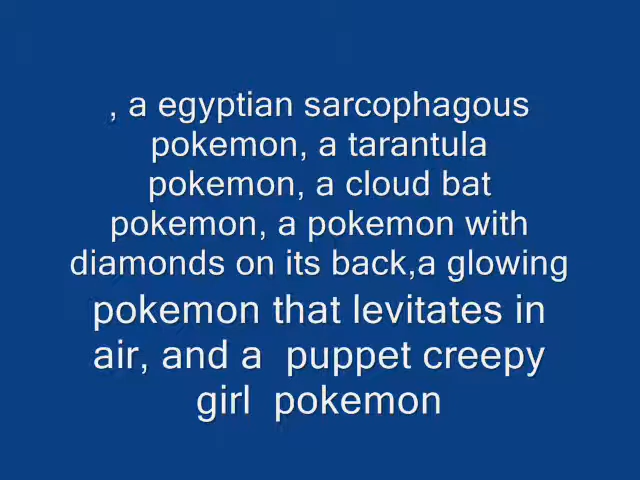 , a egyptian sarcophagous
pokemon, a tarantula
pokemon, a cloud bat
pokemon, a pokemon with
diamonds on its back,a glowing
pokemon that levitates in
air, and a  puppet creepy
girl  pokemon